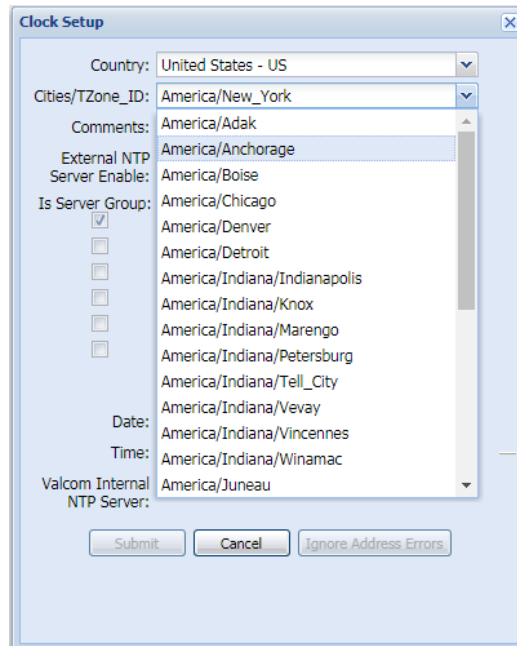 Clock Setup
Country: United States - US
Cities/TZone_ID: America/New_York
Comments: America/Adak
America/Anchorage
External NTP
Server Enable: America/Boise
Is Server Group: America/Chicago
America/Denver
America/Detroit
America/Indiana/Indianapolis
America/Indiana/Knox
America/Indiana/Marengo
America/Indiana/Petersburg
America/Indiana/Tell_City
Date: America/Indiana/Vevay
America/Indiana/Vincennes
Time: America/Indiana/Winamac
Valcom Internal America/Juneau
NTP Server:
Submit Cancel Ignore Address Errors